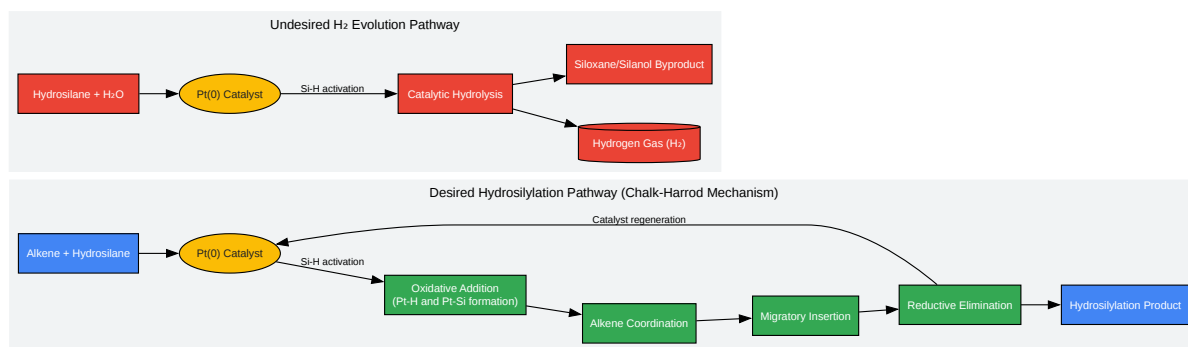 Undesired H₂ Evolution Pathway
Hydrosilane + H₂O
Pt(0) Catalyst
Si-H activation
Catalytic Hydrolysis
Siloxane/Silanol Byproduct
Hydrogen Gas (H₂)
Desired Hydrosilylation Pathway (Chalk-Harrod Mechanism)
Alkene + Hydrosilane
Pt(0) Catalyst
Catalyst regeneration
Si-H activation
Oxidative Addition
(Pt-H and Pt-Si formation)
Alkene Coordination
Migratory Insertion
Reductive Elimination
Hydrosilylation Product